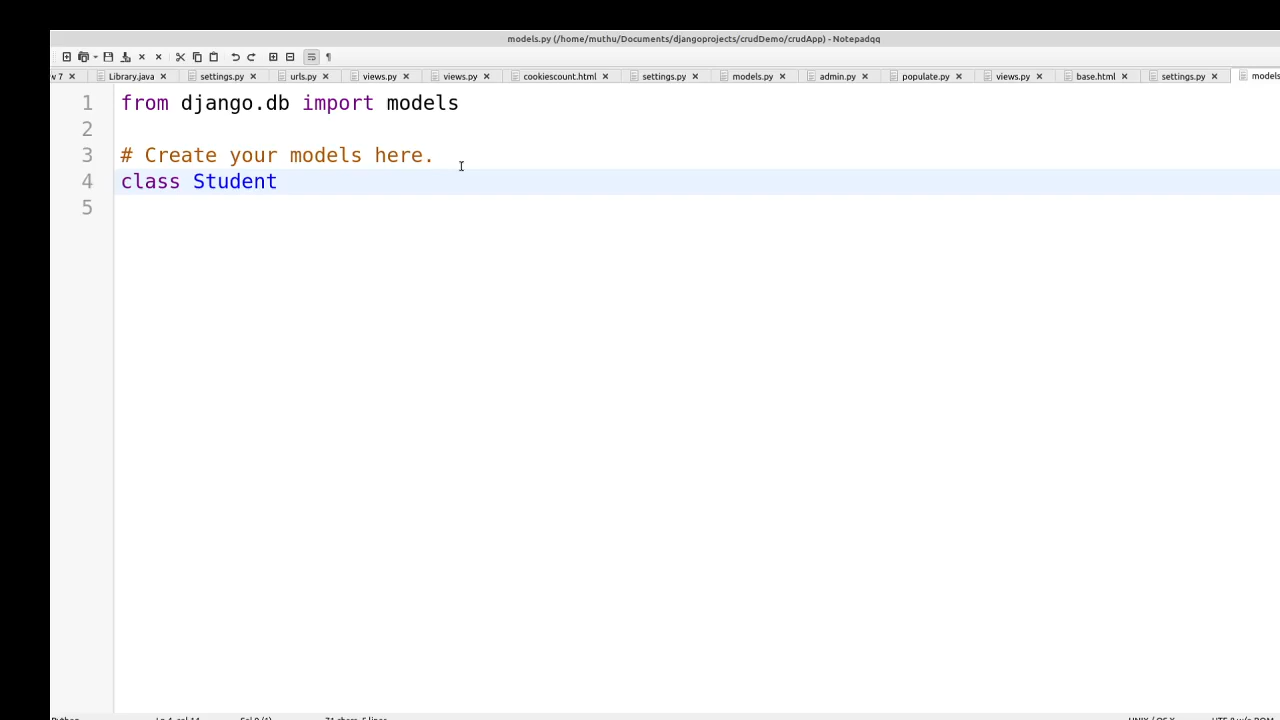 models.py (/home/muthu/Documents/djangoprojects/crudDemo/crudApp) - Notepadqq
w 7 Library.java settings.py urls.py views.py views.py cookiescount.html settings.py models.py admin.py populate.py views.py base.html settings.py models
1 from django.db import models
2
3 # Create your models here.
4 class Student
5